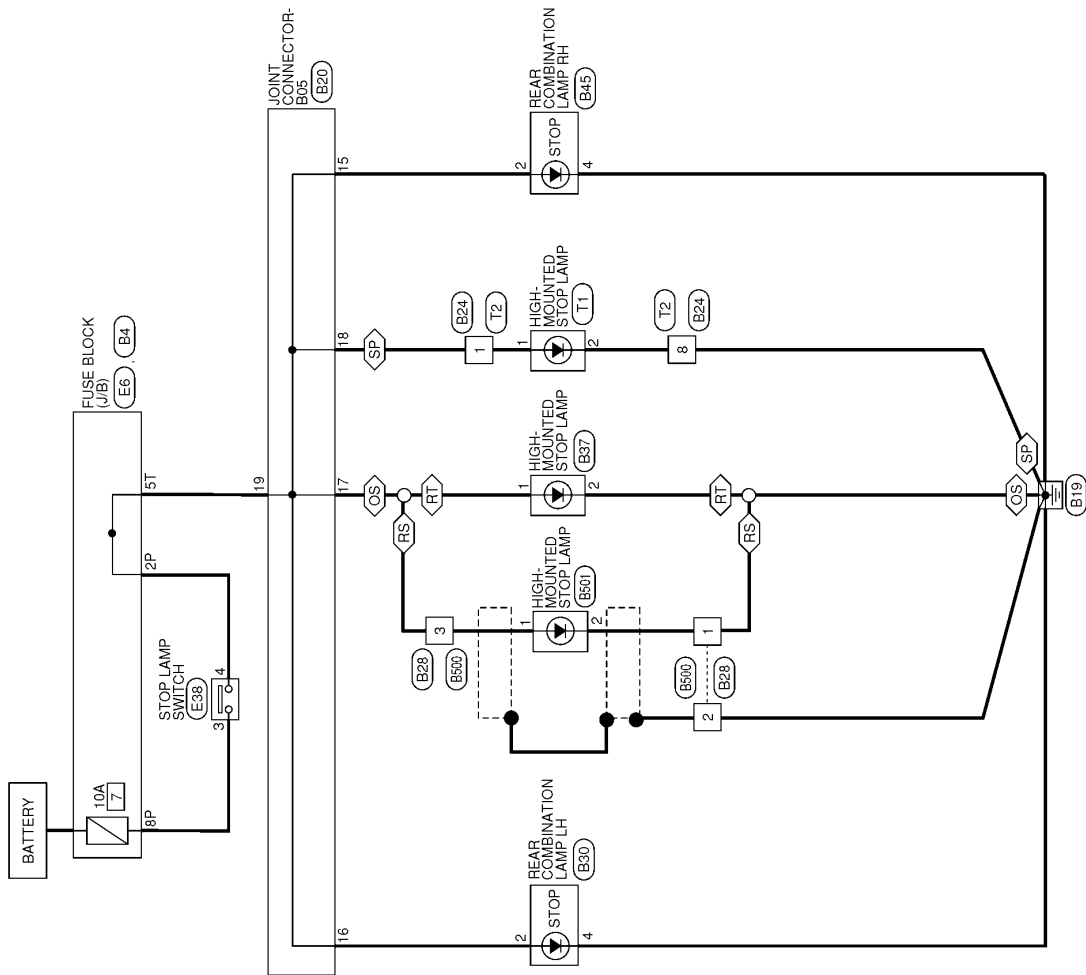 BATTERY
10A
7
8P
FUSE BLOCK
(J/B)
E6
,
B4
2P
5T
STOP LAMP
SWITCH
E38
3
4
JOINT
CONNECTOR-
B05
B20
19
16
17
18
15
OS
SP
RS
RT
B28
B500
3
B24
T2
1
REAR
COMBINATION
LAMP LH
B30
2
STOP
4
HIGH-
MOUNTED
STOP LAMP
B501
1
2
HIGH-
MOUNTED
STOP LAMP
B37
1
2
HIGH-
MOUNTED
STOP LAMP
T1
1
2
REAR
COMBINATION
LAMP RH
B45
2
STOP
4
B500
B28
2
1
RS
RT
T2
B24
8
OS
SP
B19